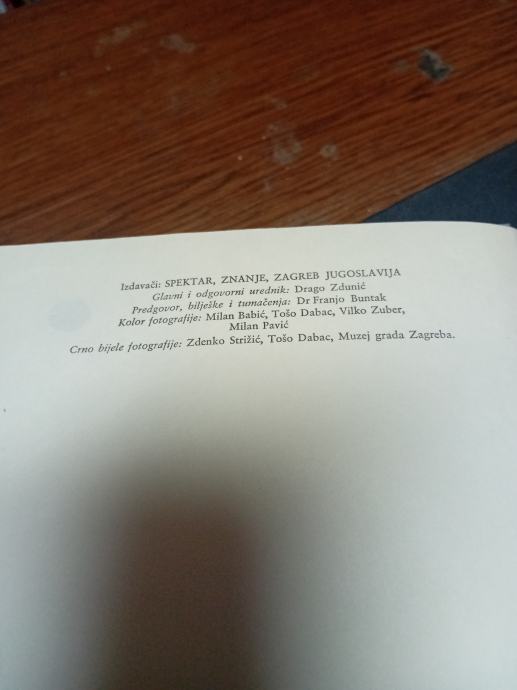 Izdavači: SPEKTAR, ZNANJE, ZAGREB JUGOSLAVIJA
Glavni i odgovorni urednik: Drago Zdunić
Predgovor, bilješke i tumačenja: Dr Franjo Buntak
Kolor fotografije: Milan Babić, Tošo Dabac, Vilko Zuber,
Milan Pavić
Crno bijele fotografije: Zdenko Strižić, Tošo Dabac, Muzej grada Zagreba.